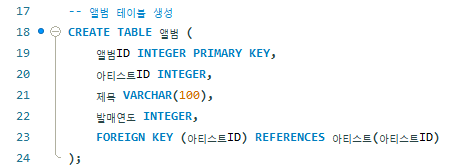 17 -- 앨범 테이블 생성
18 CREATE TABLE 앨범 (
19 앨범ID INTEGER PRIMARY KEY,
20 아티스트ID INTEGER,
21 제목 VARCHAR(100),
22 발매연도 INTEGER,
23 FOREIGN KEY (아티스트ID) REFERENCES 아티스트(아티스트ID)
24 );